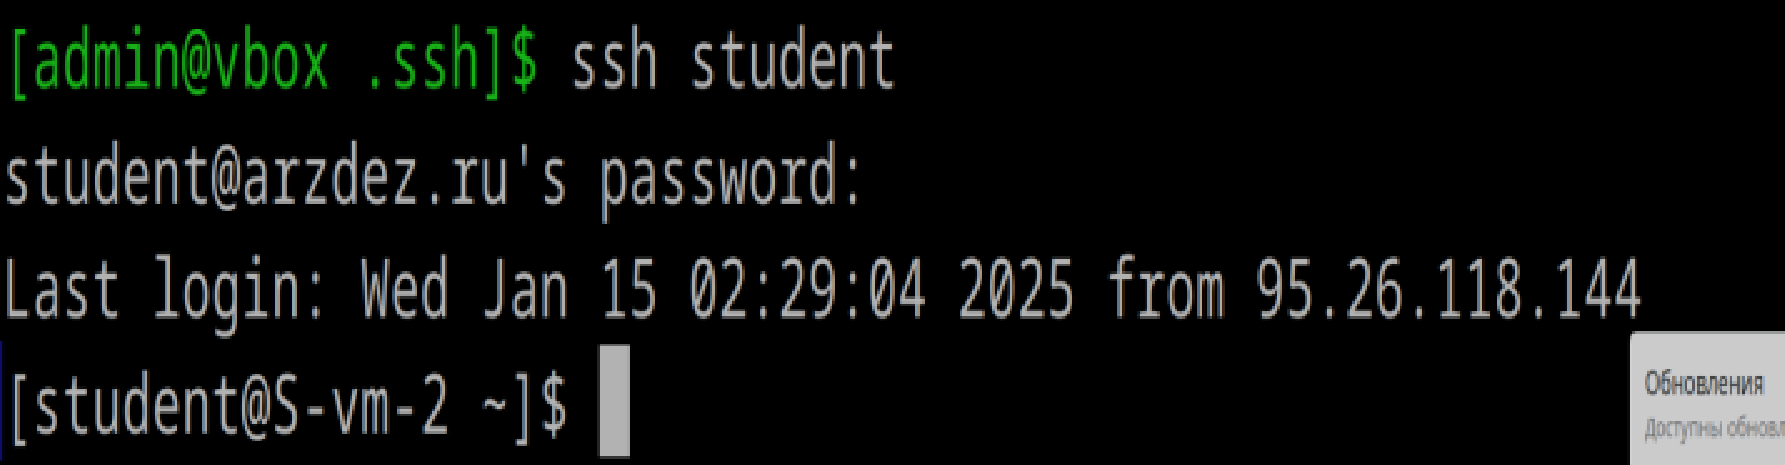 [admin@vbox .ssh]$ ssh student
student@arzdez.ru's password:
Last login: Wed Jan 15 02:29:04 2025 from 95.26.118.144
[student@S-vm-2 ~]$
Обновления
Доступны обновл